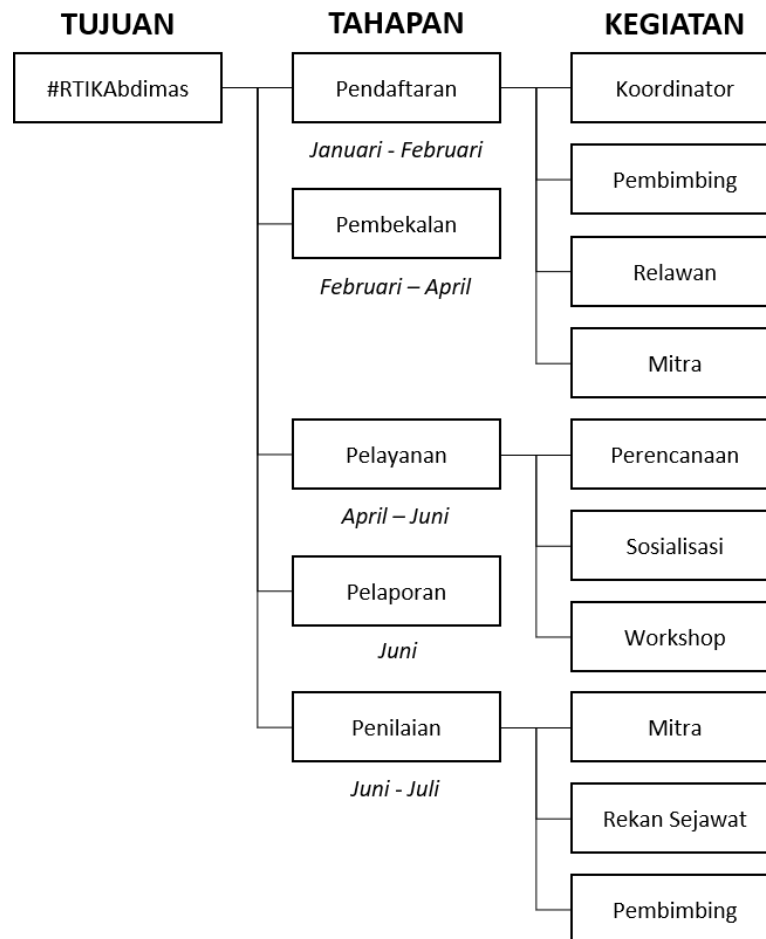 TUJUAN
TAHAPAN
KEGIATAN
#RTIKAbdimas
Pendaftaran
Januari - Februari
Koordinator
Pembimbing
Relawan
Mitra
Pembekalan
Februari – April
Pelayanan
April – Juni
Perencanaan
Sosialisasi
Workshop
Pelaporan
Juni
Penilaian
Juni - Juli
Mitra
Rekan Sejawat
Pembimbing